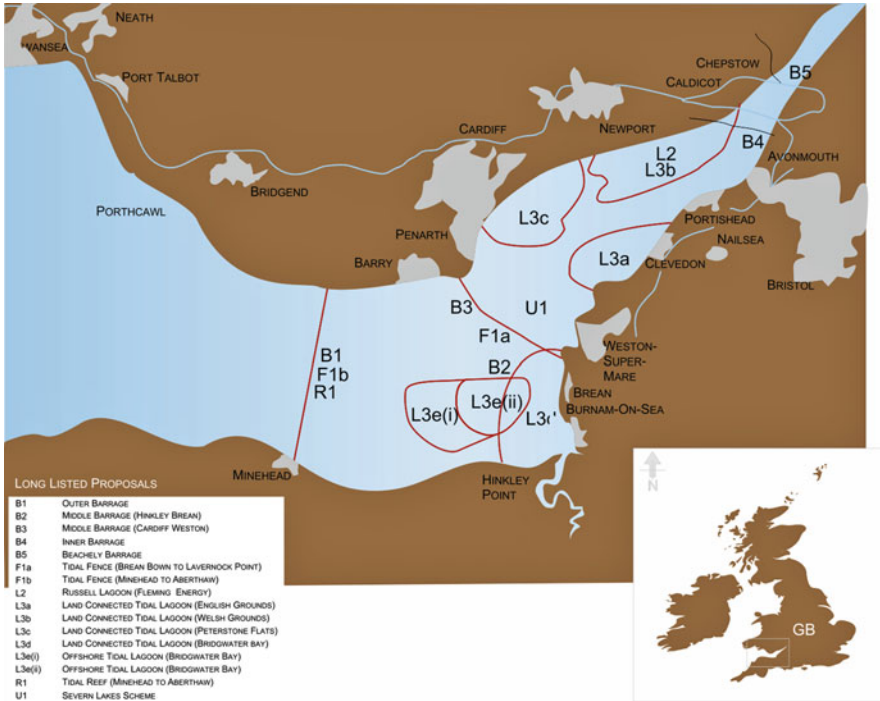 NEATH
WANSEA
PORT TALBOT
CHEPSTOW
B5
CALDICOT
CARDIFF
NEWPORT
B4
L2
L3b
AVONMOUTH
BRIDGEND
PORTHCAWL
L3c
PORTISHEAD
PENARTH
NAILSEA
L3a
CLEVEDON
BARRY
BRISTOL
B3
U1
F1a
WESTON-
SUPER-
MARE
B1
F1b
R1
B2
BREAN
L3e(i)
L3e(ii)
BURNAM-ON-SEA
MINEHEAD
HINKLEY
POINT
N
GB
LONG LISTED PROPOSALS
B1 OUTER BARRAGE
B2 MIDDLE BARRAGE (HINKLEY BREAN)
B3 MIDDLE BARRAGE (CARDIFF WESTON)
B4 INNER BARRAGE
B5 BEACHELY BARRAGE
F1a TIDAL FENCE (BREAN BOWN TO LAVERNOCK POINT)
F1b TIDAL FENCE (MINEHEAD TO ABERTHAW)
L2 RUSSELL LAGOON (FLEMING ENERGY)
L3a LAND CONNECTED TIDAL LAGOON (ENGLISH GROUNDS)
L3b LAND CONNECTED TIDAL LAGOON (WELSH GROUNDS)
L3c LAND CONNECTED TIDAL LAGOON (PETERSTONE FLATS)
L3d LAND CONNECTED TIDAL LAGOON (BRIDGWATER BAY)
L3e(i) OFFSHORE TIDAL LAGOON (BRIDGWATER BAY)
L3e(ii) OFFSHORE TIDAL LAGOON (BRIDGWATER BAY)
R1 TIDAL REEF (MINEHEAD TO ABERTHAW)
U1 SEVERN LAKES SCHEME